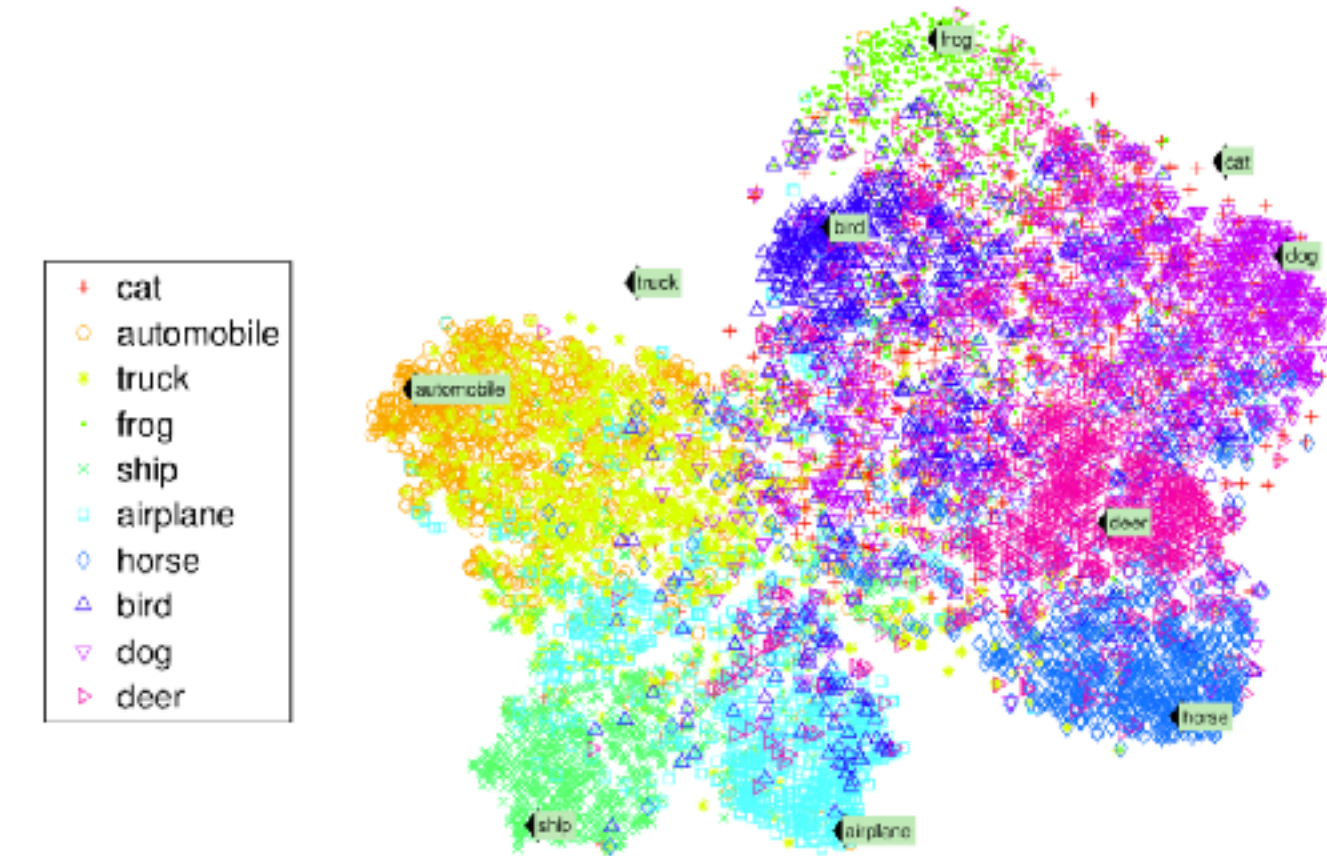 cat
automobile
truck
frog
ship
airplane
horse
bird
dog
deer
frog
cat
bird
dog
truck
automobile
deer
horse
ship
airplane